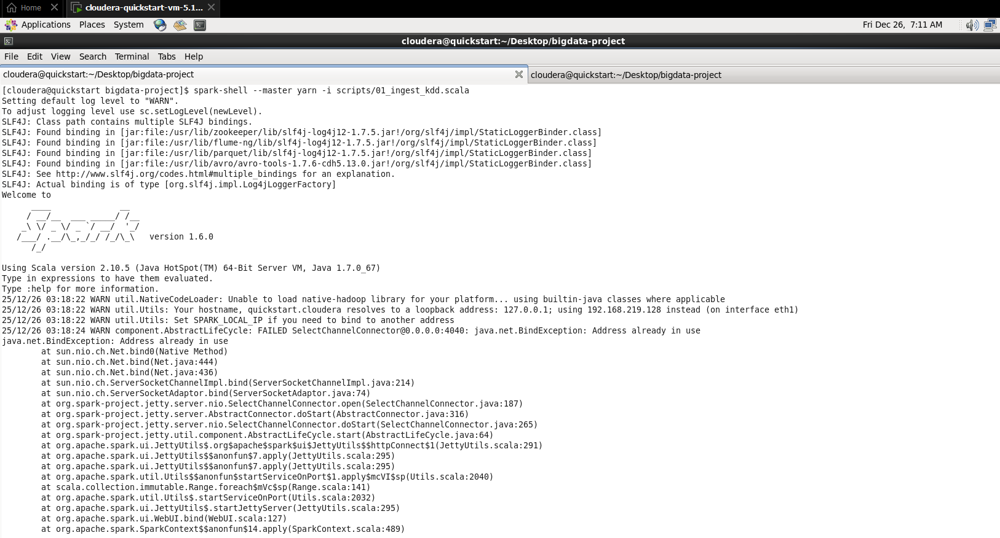 Home
cloudera-quickstart-vm-5.1...
Applications Places System Fri Dec 26, 7:11 AM
cloudera@quickstart:~/Desktop/bigdata-project
File Edit View Search Terminal Tabs Help
cloudera@quickstart:~/Desktop/bigdata-project cloudera@quickstart:~/Desktop/bigdata-project
[cloudera@quickstart bigdata-project]$ spark-shell --master yarn -i scripts/01_ingest_kdd.scala
Setting default log level to "WARN".
To adjust logging level use sc.setLogLevel(newLevel).
SLF4J: Class path contains multiple SLF4J bindings.
SLF4J: Found binding in [jar:file:/usr/lib/zookeeper/lib/slf4j-log4j12-1.7.5.jar!/org/slf4j/impl/StaticLoggerBinder.class]
SLF4J: Found binding in [jar:file:/usr/lib/flume-ng/lib/slf4j-log4j12-1.7.5.jar!/org/slf4j/impl/StaticLoggerBinder.class]
SLF4J: Found binding in [jar:file:/usr/lib/parquet/lib/slf4j-log4j12-1.7.5.jar!/org/slf4j/impl/StaticLoggerBinder.class]
SLF4J: Found binding in [jar:file:/usr/lib/avro/avro-tools-1.7.6-cdh5.13.0.jar!/org/slf4j/impl/StaticLoggerBinder.class]
SLF4J: See http://www.slf4j.org/codes.html#multiple_bindings for an explanation.
SLF4J: Actual binding is of type [org.slf4j.impl.Log4jLoggerFactory]
Welcome to
      ____              __
     / __/__  ___ _____/ /__
    _\ \/ _ \/ _ `/ __/  '_/
   /___/ .__/\_,_/_/ /_/\_\   version 1.6.0
      /_/
Using Scala version 2.10.5 (Java HotSpot(TM) 64-Bit Server VM, Java 1.7.0_67)
Type in expressions to have them evaluated.
Type :help for more information.
25/12/26 03:18:22 WARN util.NativeCodeLoader: Unable to load native-hadoop library for your platform... using builtin-java classes where applicable
25/12/26 03:18:22 WARN util.Utils: Your hostname, quickstart.cloudera resolves to a loopback address: 127.0.0.1; using 192.168.219.128 instead (on interface eth1)
25/12/26 03:18:22 WARN util.Utils: Set SPARK_LOCAL_IP if you need to bind to another address
25/12/26 03:18:24 WARN component.AbstractLifeCycle: FAILED SelectChannelConnector@0.0.0.0:4040: java.net.BindException: Address already in use
java.net.BindException: Address already in use
        at sun.nio.ch.Net.bind0(Native Method)
        at sun.nio.ch.Net.bind(Net.java:444)
        at sun.nio.ch.Net.bind(Net.java:436)
        at sun.nio.ch.ServerSocketChannelImpl.bind(ServerSocketChannelImpl.java:214)
        at sun.nio.ch.ServerSocketAdaptor.bind(ServerSocketAdaptor.java:74)
        at org.spark-project.jetty.server.nio.SelectChannelConnector.open(SelectChannelConnector.java:187)
        at org.spark-project.jetty.server.AbstractConnector.doStart(AbstractConnector.java:316)
        at org.spark-project.jetty.server.nio.SelectChannelConnector.doStart(SelectChannelConnector.java:265)
        at org.spark-project.jetty.util.component.AbstractLifeCycle.start(AbstractLifeCycle.java:64)
        at org.apache.spark.ui.JettyUtils$.org$apache$spark$ui$JettyUtils$$httpConnect$1(JettyUtils.scala:291)
        at org.apache.spark.ui.JettyUtils$$anonfun$7.apply(JettyUtils.scala:295)
        at org.apache.spark.ui.JettyUtils$$anonfun$7.apply(JettyUtils.scala:295)
        at org.apache.spark.util.Utils$$anonfun$startServiceOnPort$1.apply$mcVI$sp(Utils.scala:2040)
        at scala.collection.immutable.Range.foreach$mVc$sp(Range.scala:141)
        at org.apache.spark.util.Utils$.startServiceOnPort(Utils.scala:2032)
        at org.apache.spark.ui.JettyUtils$.startJettyServer(JettyUtils.scala:295)
        at org.apache.spark.ui.WebUI.bind(WebUI.scala:127)
        at org.apache.spark.SparkContext$$anonfun$14.apply(SparkContext.scala:489)